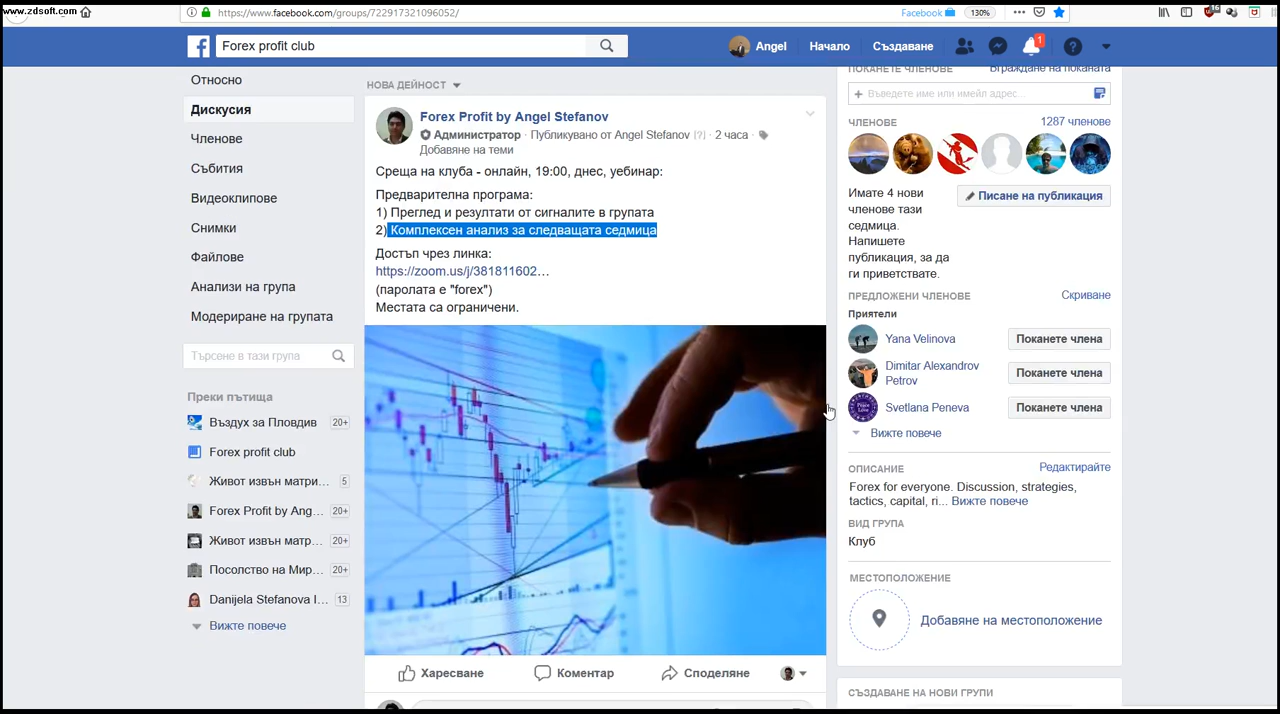 www.zdsoft.com
https://www.facebook.com/groups/722917321096052/
Facebook
130%
Forex profit club
Angel
Начало
Създаване
1
Относно
Дискусия
Членове
Събития
Видеоклипове
Снимки
Файлове
Анализи на група
Модериране на групата
Търсене в тази група
Преки пътища
Въздух за Пловдив 20+
Forex profit club
Живот извън матри... 5
Forex Profit by Ang... 20+
Живот извън матр... 20+
Посолство на Мир... 20+
Danijela Stefanova I... 13
Вижте повече
НОВА ДЕЙНОСТ
Forex Profit by Angel Stefanov
Администратор · Публикувано от Angel Stefanov [?] · 2 часа ·
Добавяне на теми
Среща на клуба - онлайн, 19:00, днес, уебинар:
Предварителна програма:
1) Преглед и резултати от сигналите в групата
2) Комплексен анализ за следващата седмица
Достъп чрез линка:
https://zoom.us/j/381811602...
(паролата е "forex")
Местата са ограничени.
Харесване
Коментар
Споделяне
ПОКАНЕТЕ ЧЛЕНОВЕ
Вграждане на поканата
+ Въведете име или имейл адрес...
ЧЛЕНОВЕ
1287 членове
Имате 4 нови
членове тази
седмица.
Напишете
публикация, за да
ги приветствате.
Писане на публикация
ПРЕДЛОЖЕНИ ЧЛЕНОВЕ
Скриване
Приятели
Yana Velinova
Поканете члена
Dimitar Alexandrov
Petrov
Поканете члена
Svetlana Peneva
Поканете члена
Вижте повече
ОПИСАНИЕ
Редактирайте
Forex for everyone. Discussion, strategies,
tactics, capital, ri... Вижте повече
ВИД ГРУПА
Клуб
МЕСТОПОЛОЖЕНИЕ
Добавяне на местоположение
СЪЗДАВАНЕ НА НОВИ ГРУПИ